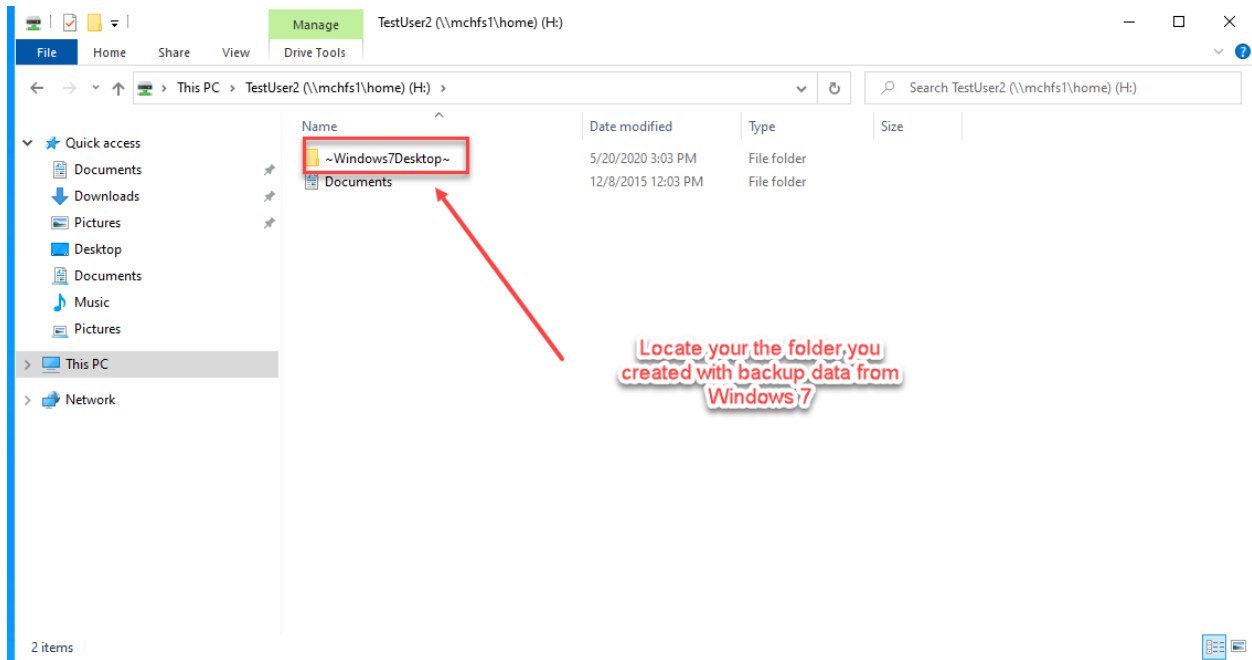 Manage TestUser2 (\\mchfs1\home) (H:)
File Home Share View Drive Tools
This PC > TestUser2 (\\mchfs1\home) (H:) > Search TestUser2 (\\mchfs1\home) (H:)
Name Date modified Type Size
Quick access
Documents
Downloads
Pictures
Desktop
Documents
Music
Pictures
This PC
Network
~Windows7Desktop~ 5/20/2020 3:03 PM File folder
Documents 12/8/2015 12:03 PM File folder
Locate your the folder you
created with backup data from
Windows 7
2 items